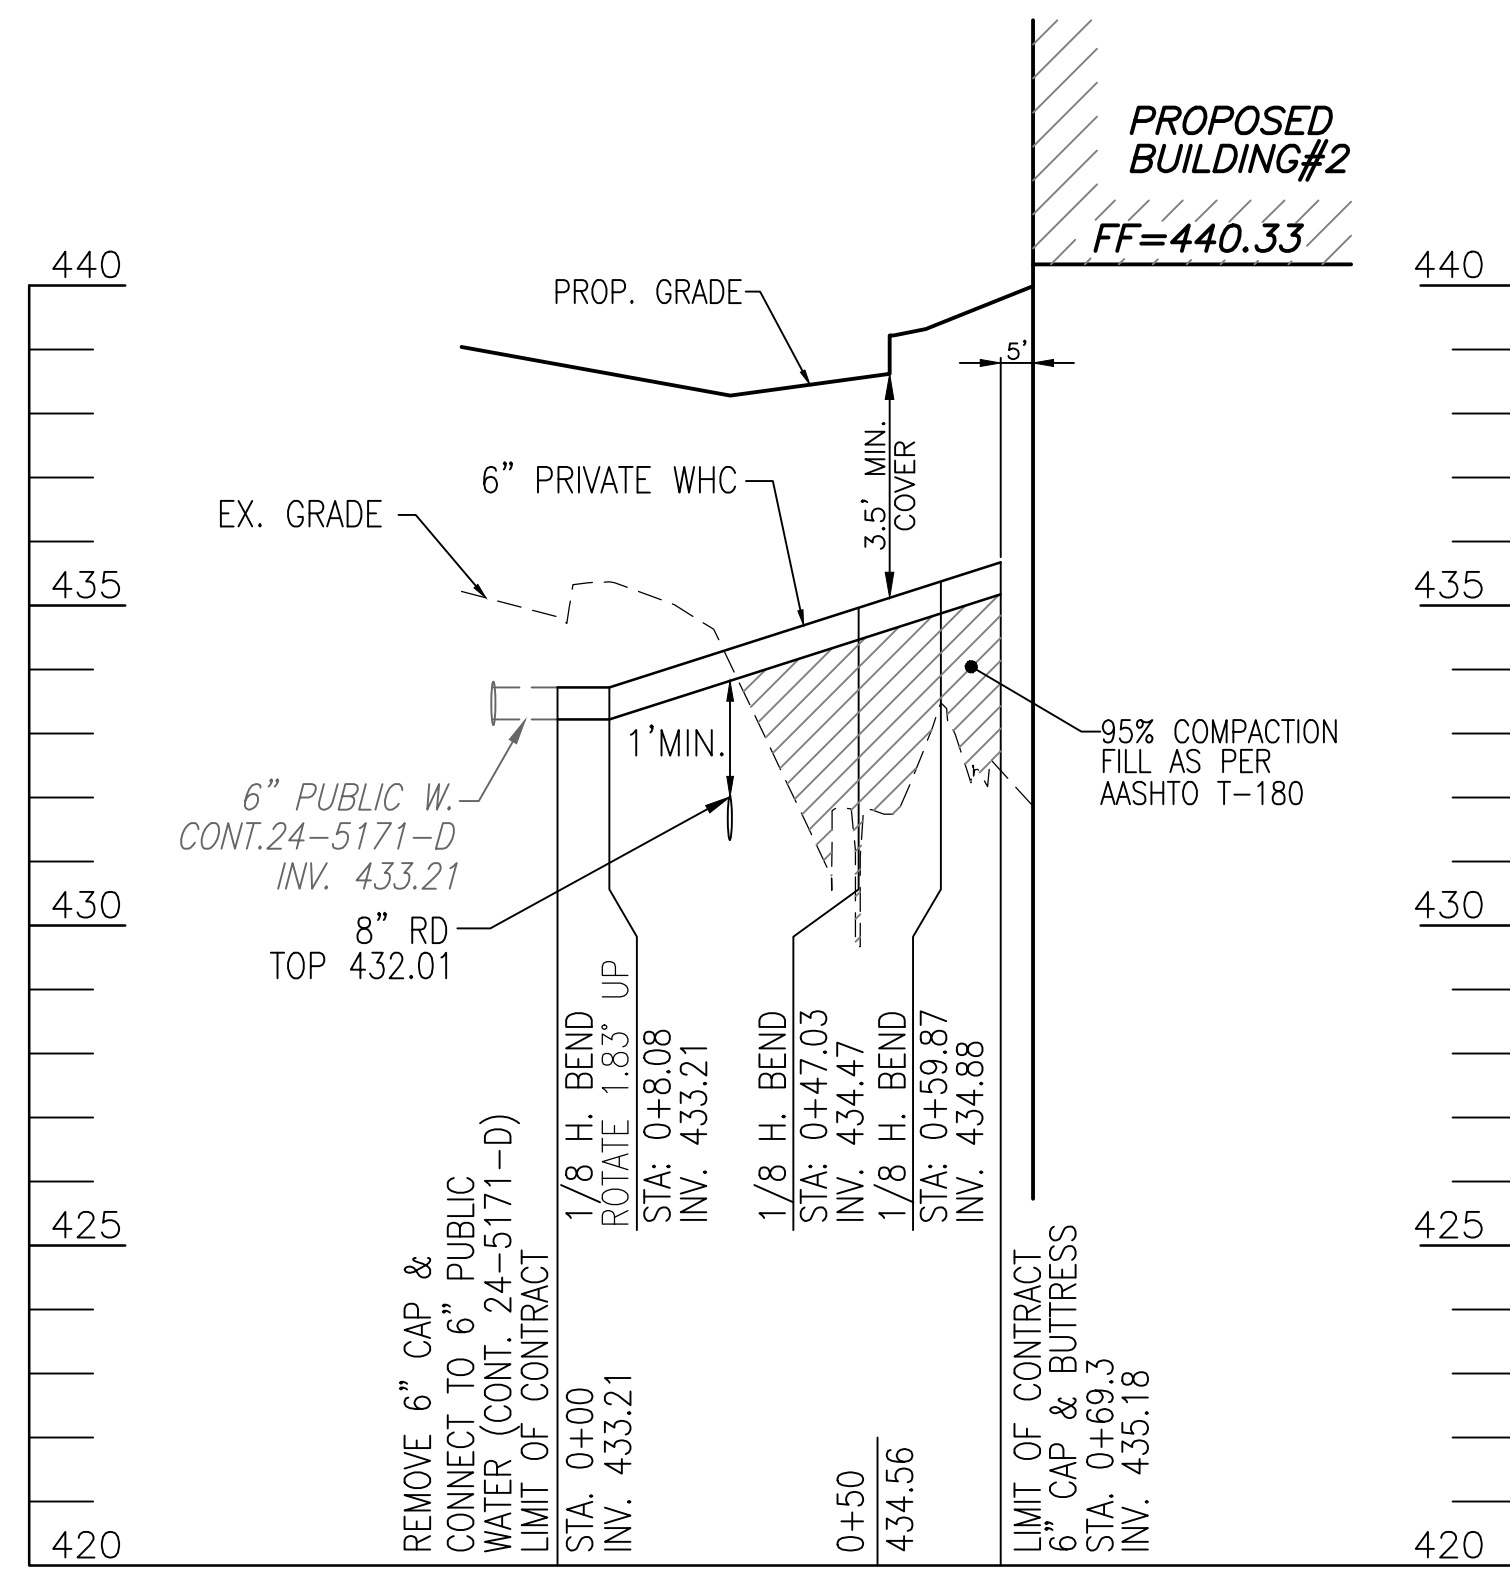 PROPOSED
BUILDING#2
FF=440.33
440
440
PROP. GRADE
5'
3.5' MIN.
COVER
6" PRIVATE WHC
EX. GRADE
435
435
1'MIN.
95% COMPACTION
FILL AS PER
AASHTO T-180
6" PUBLIC W.
CONT.24-5171-D
INV. 433.21
430
430
8" RD
TOP 432.01
1/8 H. BEND
ROTATE 1.83° UP
STA: 0+8.08
INV. 433.21
1/8 H. BEND
STA: 0+47.03
INV. 434.47
1/8 H. BEND
STA: 0+59.87
INV. 434.88
425
425
REMOVE 6" CAP &
CONNECT TO 6" PUBLIC
WATER (CONT. 24-5171-D)
LIMIT OF CONTRACT
STA. 0+00
INV. 433.21
0+50
434.56
LIMIT OF CONTRACT
6" CAP & BUTTRESS
STA. 0+69.3
INV. 435.18
420
420